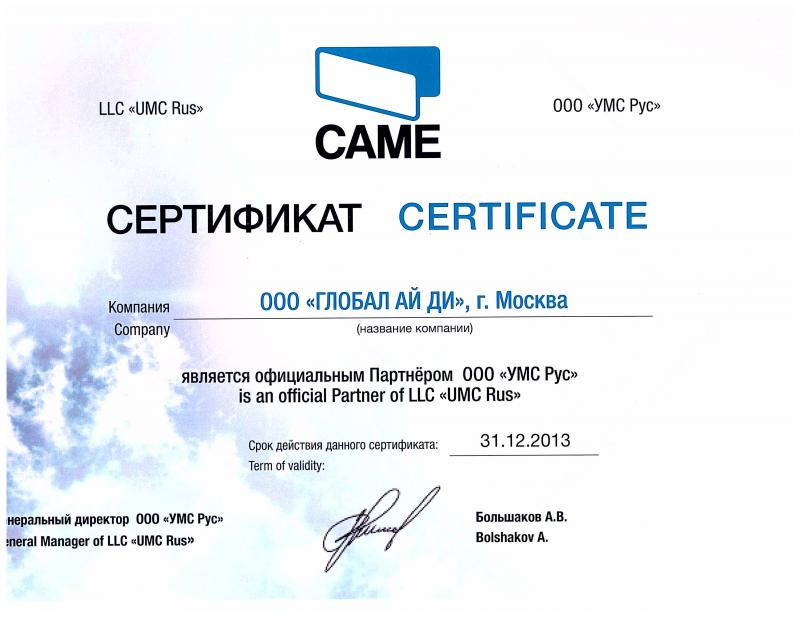 LLC «UMC Rus»
ООО «УМС Рус»
CAME
СЕРТИФИКАТ CERTIFICATE
Компания ООО «ГЛОБАЛ АЙ ДИ», г. Москва
Company (название компании)
является официальным Партнёром ООО «УМС Рус»
is an official Partner of LLC «UMC Rus»
Срок действия данного сертификата: 31.12.2013
Term of validity:
неральный директор ООО «УМС Рус»
Большаков А.В.
eneral Manager of LLC «UMC Rus»
Bolshakov A.